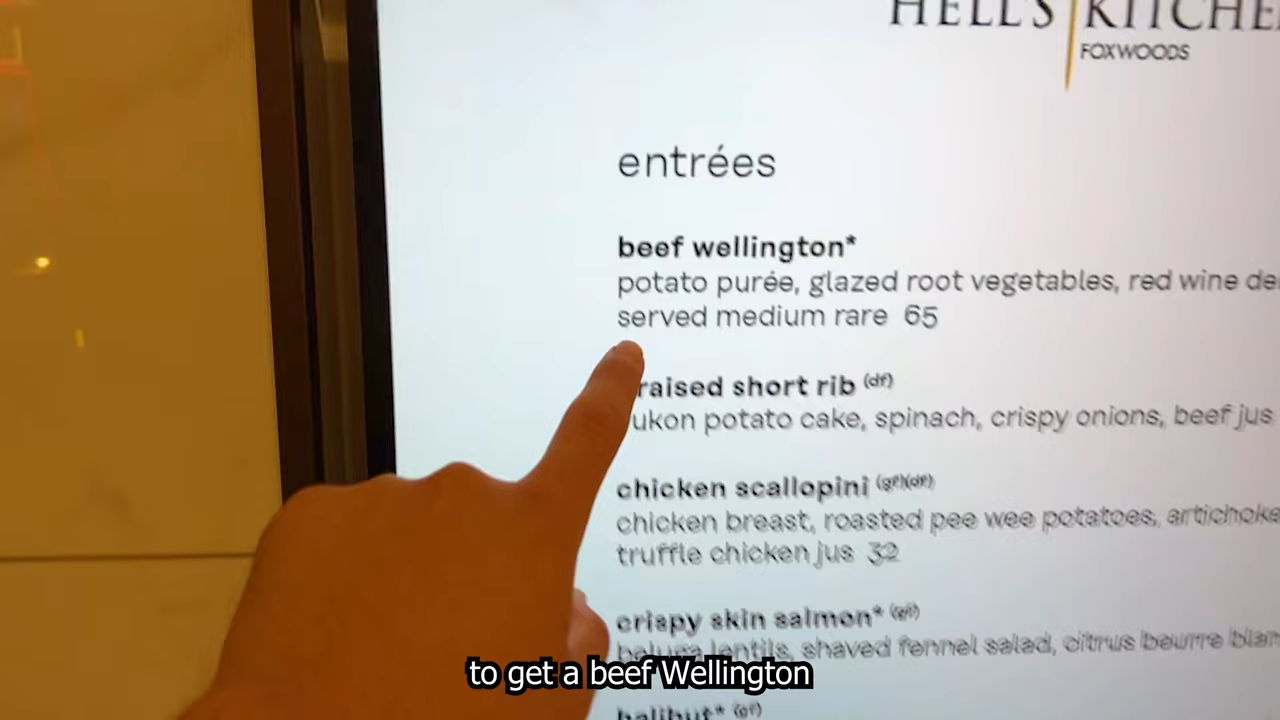 HELL'S KITCHE
FOXWOODS
entrées
beef wellington*
potato purée, glazed root vegetables, red wine de
served medium rare 65
raised short rib (df)
ukon potato cake, spinach, crispy onions, beef jus
chicken scallopini (gf)(df)
chicken breast, roasted pee wee potatoes, artichoke
truffle chicken jus 32
crispy skin salmon* (gf)
beluga lentils, shaved fennel salad, citrus beurre blan
to get a beef Wellington
halibut* (gf)